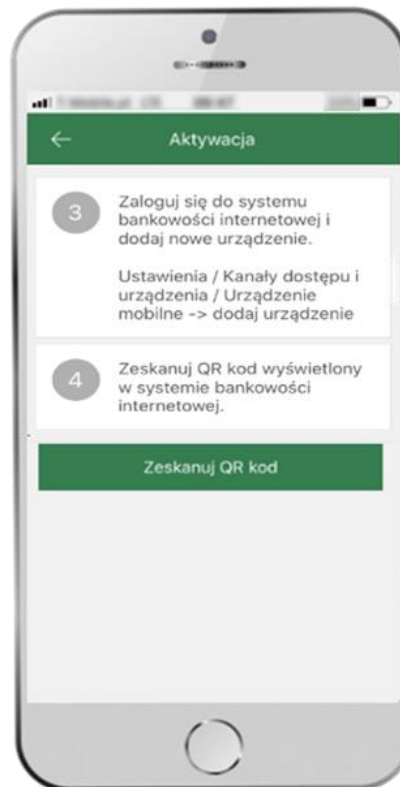 Aktywacja
3
Zaloguj się do systemu
bankowości internetowej i
dodaj nowe urządzenie.
Ustawienia / Kanały dostępu i
urządzenia / Urządzenie
mobilne -> dodaj urządzenie
4
Zeskanuj QR kod wyświetlony
w systemie bankowości
internetowej.
Zeskanuj QR kod